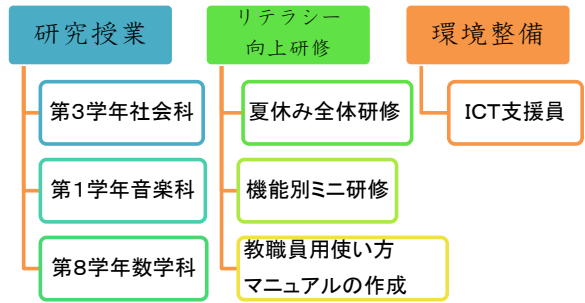 研究授業
第3学年社会科
第1学年音楽科
第8学年数学科
リテラシー
向上研修
夏休み全体研修
機能別ミニ研修
教職員用使い方
マニュアルの作成
環境整備
ICT支援員